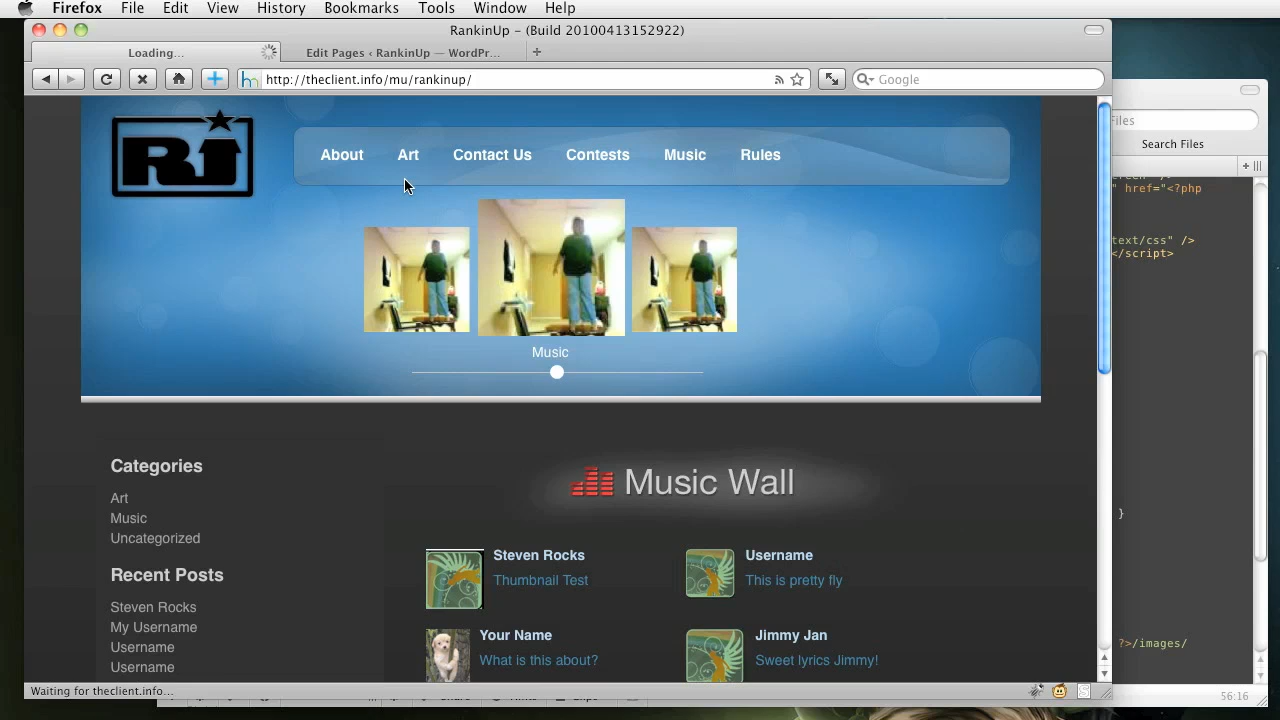 Firefox File Edit View History Bookmarks Tools Window Help
RankinUp – (Build 20100413152922)
Loading... Edit Pages ‹ RankinUp — WordPr...
http://theclient.info/mu/rankinup/ Google
Files
Search Files
RU
About Art Contact Us Contests Music Rules
" href="<?php
text/css" />
</script>
Music
Categories
Art
Music
Uncategorized
Recent Posts
Steven Rocks
My Username
Username
Username
Music Wall
Steven Rocks
Thumbnail Test
Username
This is pretty fly
Your Name
What is this about?
Jimmy Jan
Sweet lyrics Jimmy!
}
?>/images/
Waiting for theclient.info...
56:16